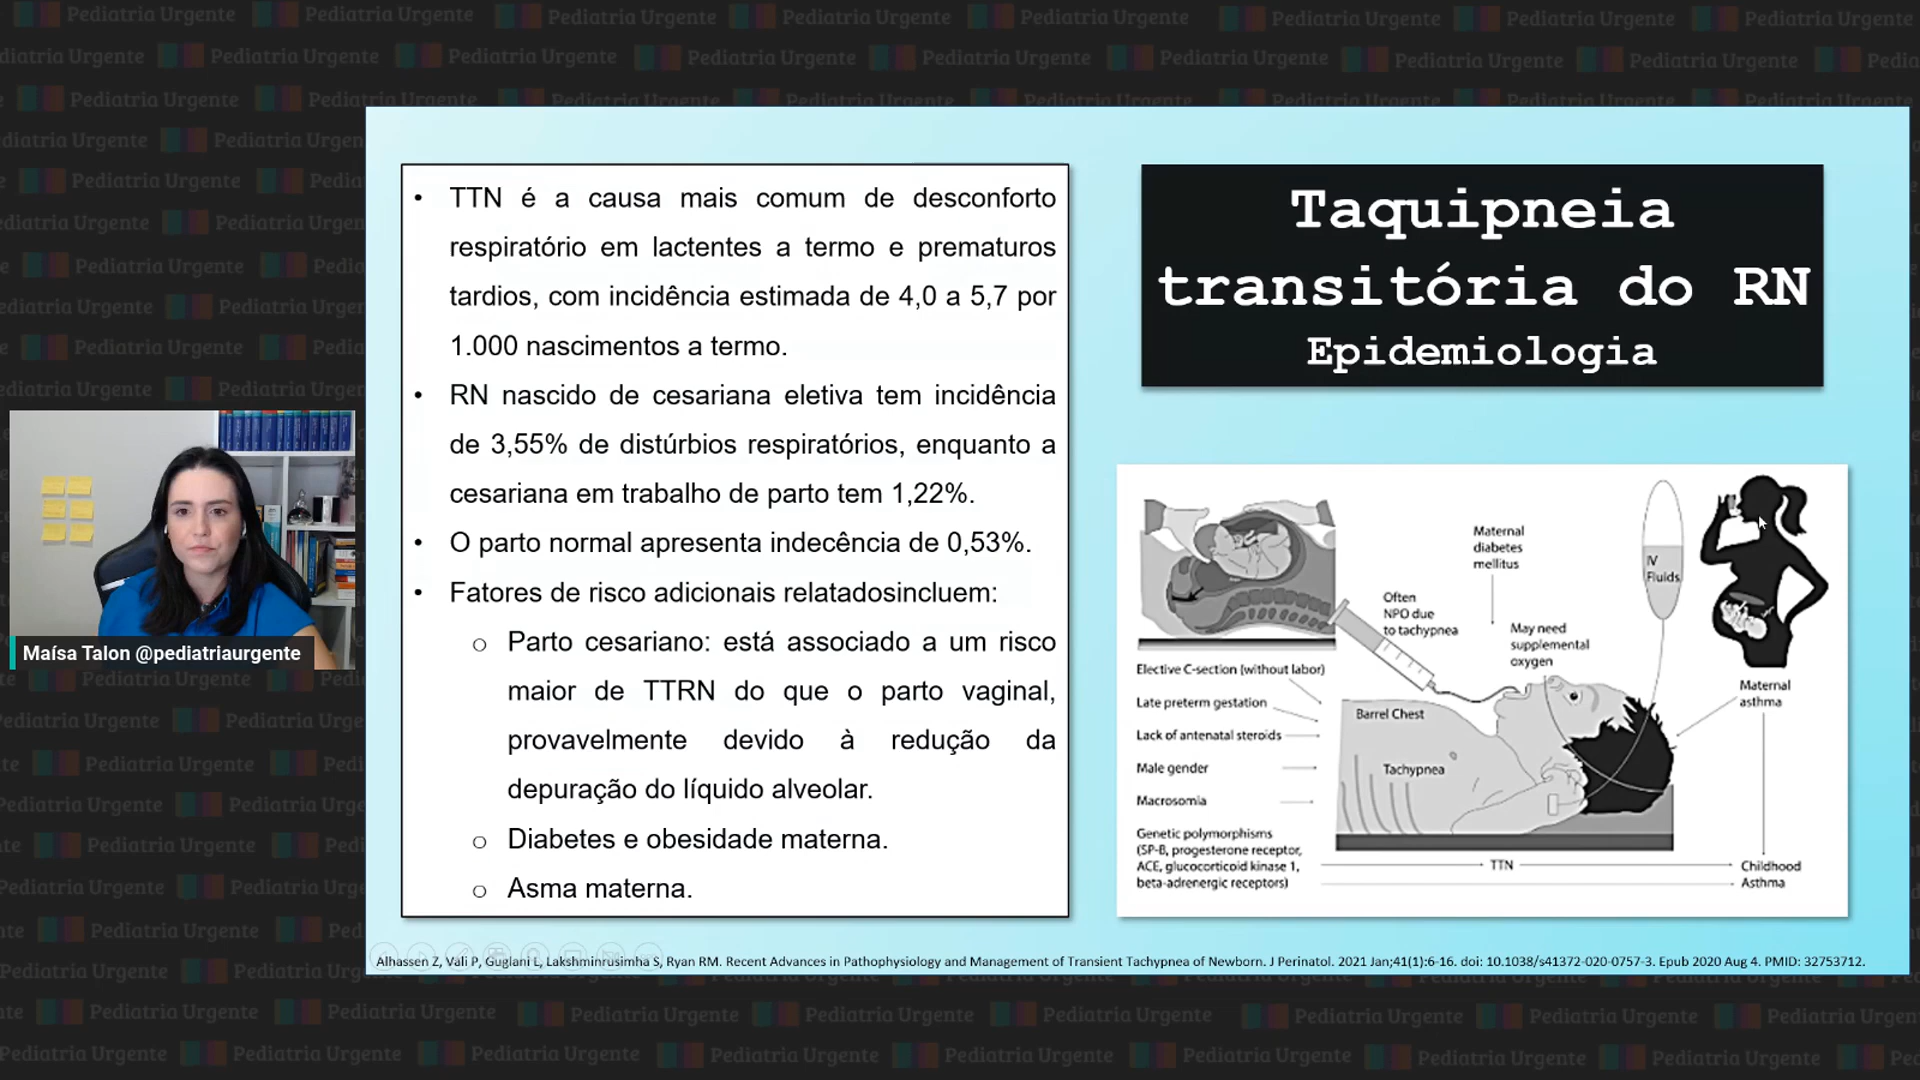 Pediatria Urgente
• TTN é a causa mais comum de desconforto
respiratório em lactentes a termo e prematuros
tardios, com incidência estimada de 4,0 a 5,7 por
1.000 nascimentos a termo.
• RN nascido de cesariana eletiva tem incidência
de 3,55% de distúrbios respiratórios, enquanto a
cesariana em trabalho de parto tem 1,22%.
• O parto normal apresenta indecência de 0,53%.
• Fatores de risco adicionais relatadosincluem:
o Parto cesariano: está associado a um risco
maior de TTRN do que o parto vaginal,
provavelmente devido à redução da
depuração do líquido alveolar.
o Diabetes e obesidade materna.
o Asma materna.
Taquipneia
transitória do RN
Epidemiologia
Maternal
diabetes
mellitus
IV
Fluids
Often
NPO due
to tachypnea
May need
supplemental
oxygen
Elective C-section (without labor)
Late preterm gestation
Lack of antenatal steroids
Male gender
Macrosomia
Genetic polymorphisms
(SP-B, progesterone receptor,
ACE, glucocorticoid kinase 1,
beta-adrenergic receptors)
Barrel Chest
Tachypnea
Maternal
asthma
TTN
Childhood
Asthma
Maísa Talon @pediatriaurgente
Alhassen Z, Vali P, Guglani L, Lakshminrusimha S, Ryan RM. Recent Advances in Pathophysiology and Management of Transient Tachypnea of Newborn. J Perinatol. 2021 Jan;41(1):6-16. doi: 10.1038/s41372-020-0757-3. Epub 2020 Aug 4. PMID: 32753712.